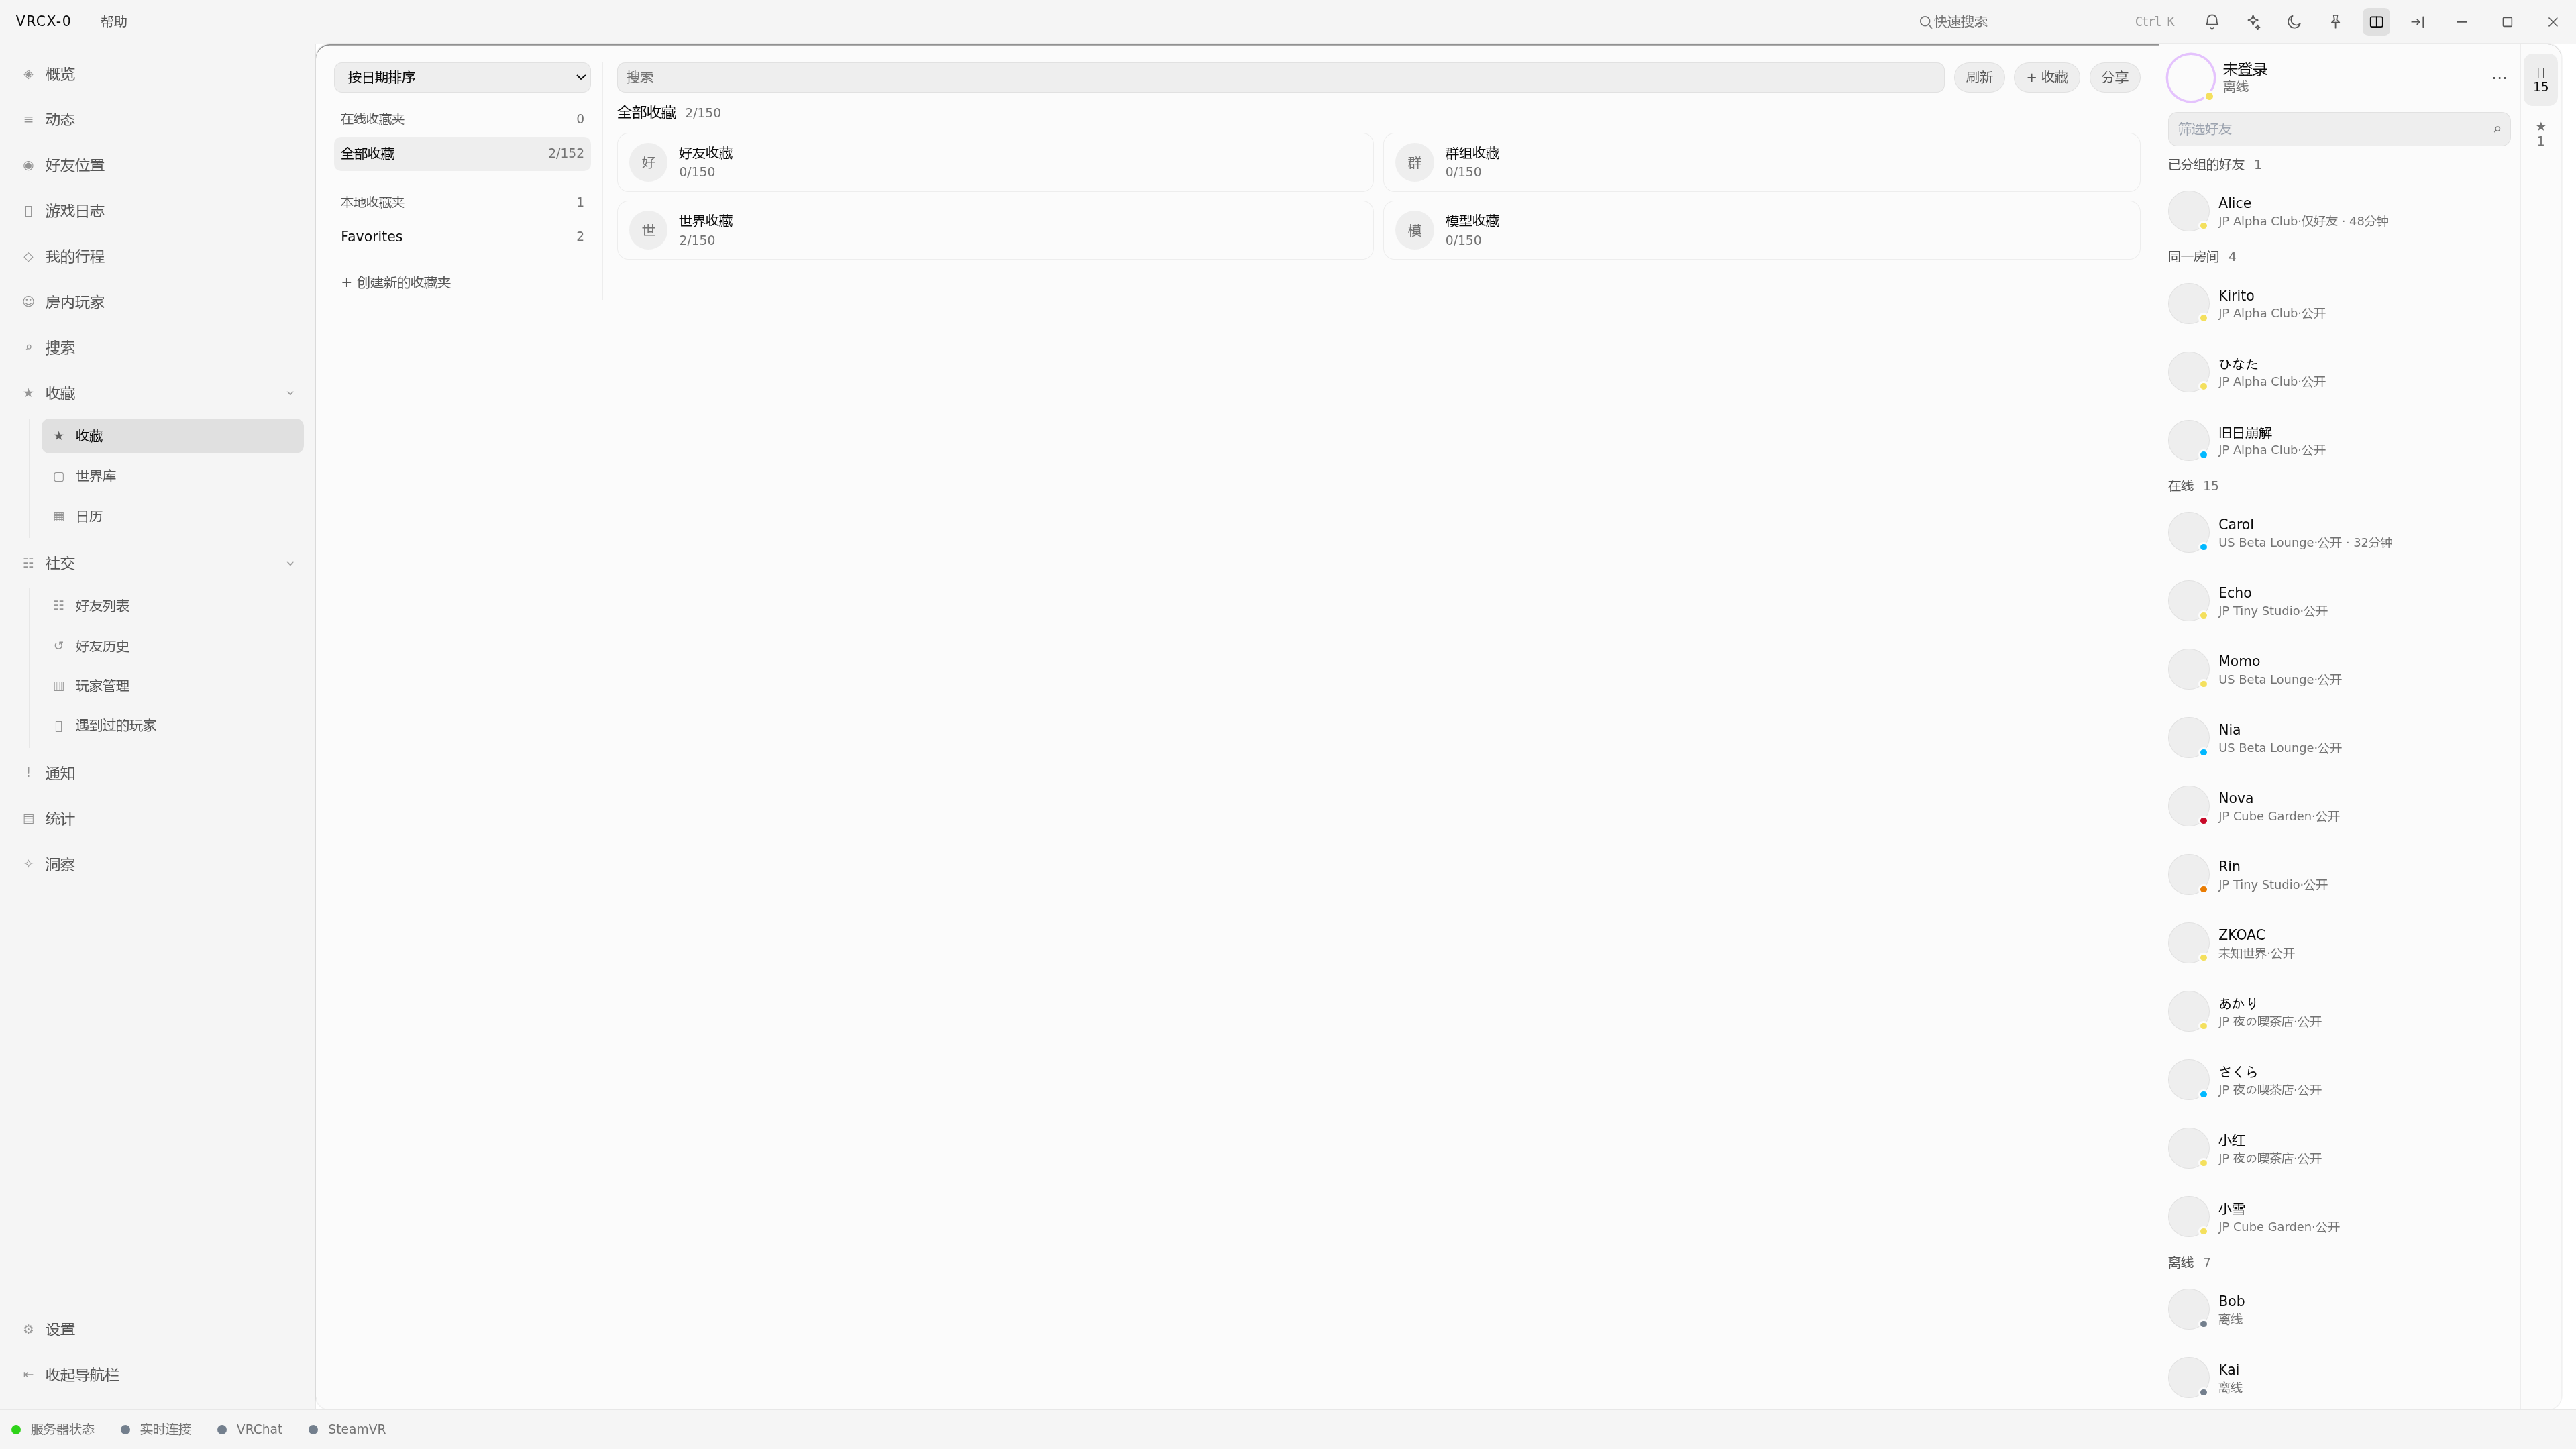 VRCX-0 帮助 快速搜索 Ctrl K
概览
动态
好友位置
游戏日志
我的行程
房内玩家
搜索
收藏
收藏
世界库
日历
社交
好友列表
好友历史
玩家管理
遇到过的玩家
通知
统计
洞察
设置
收起导航栏
按日期排序
在线收藏夹 0
全部收藏 2/152
本地收藏夹 1
Favorites 2
+ 创建新的收藏夹
搜索 刷新 + 收藏 分享
全部收藏 2/150
好 好友收藏
0/150
群 群组收藏
0/150
世 世界收藏
2/150
模 模型收藏
0/150
未登录
离线
筛选好友
已分组的好友 1
Alice
JP Alpha Club·仅好友 · 48分钟
同一房间 4
Kirito
JP Alpha Club·公开
ひなた
JP Alpha Club·公开
旧日崩解
JP Alpha Club·公开
在线 15
Carol
US Beta Lounge·公开 · 32分钟
Echo
JP Tiny Studio·公开
Momo
US Beta Lounge·公开
Nia
US Beta Lounge·公开
Nova
JP Cube Garden·公开
Rin
JP Tiny Studio·公开
ZKOAC
未知世界·公开
あかり
JP 夜の喫茶店·公开
さくら
JP 夜の喫茶店·公开
小红
JP 夜の喫茶店·公开
小雪
JP Cube Garden·公开
离线 7
Bob
离线
Kai
离线
15
★
1
服务器状态 实时连接 VRChat SteamVR